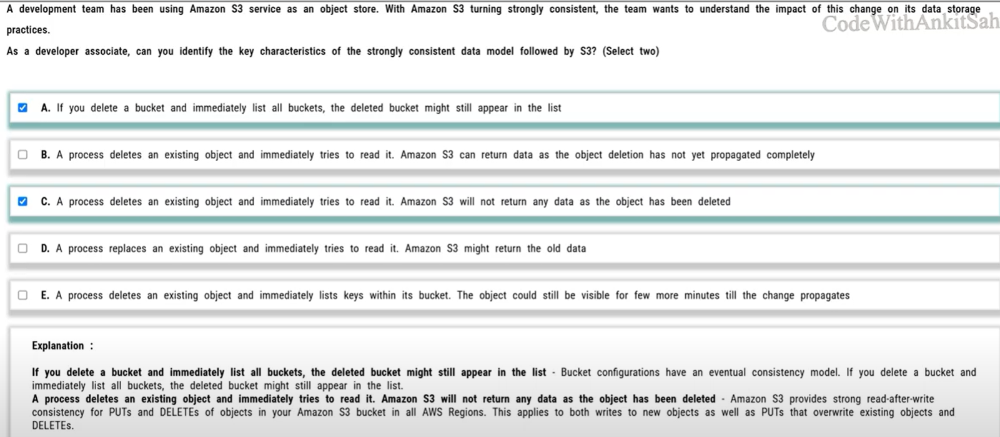 A development team has been using Amazon S3 service as an object store. With Amazon S3 turning strongly consistent, the team wants to understand the impact of this change on its data storage
practices.
CodeWithAnkitSah
As a developer associate, can you identify the key characteristics of the strongly consistent data model followed by S3? (Select two)
A. If you delete a bucket and immediately list all buckets, the deleted bucket might still appear in the list
B. A process deletes an existing object and immediately tries to read it. Amazon S3 can return data as the object deletion has not yet propagated completely
C. A process deletes an existing object and immediately tries to read it. Amazon S3 will not return any data as the object has been deleted
D. A process replaces an existing object and immediately tries to read it. Amazon S3 might return the old data
E. A process deletes an existing object and immediately lists keys within its bucket. The object could still be visible for few more minutes till the change propagates
Explanation :
If you delete a bucket and immediately list all buckets, the deleted bucket might still appear in the list - Bucket configurations have an eventual consistency model. If you delete a bucket and
immediately list all buckets, the deleted bucket might still appear in the list.
A process deletes an existing object and immediately tries to read it. Amazon S3 will not return any data as the object has been deleted - Amazon S3 provides strong read-after-write
consistency for PUTs and DELETEs of objects in your Amazon S3 bucket in all AWS Regions. This applies to both writes to new objects as well as PUTs that overwrite existing objects and
DELETEs.